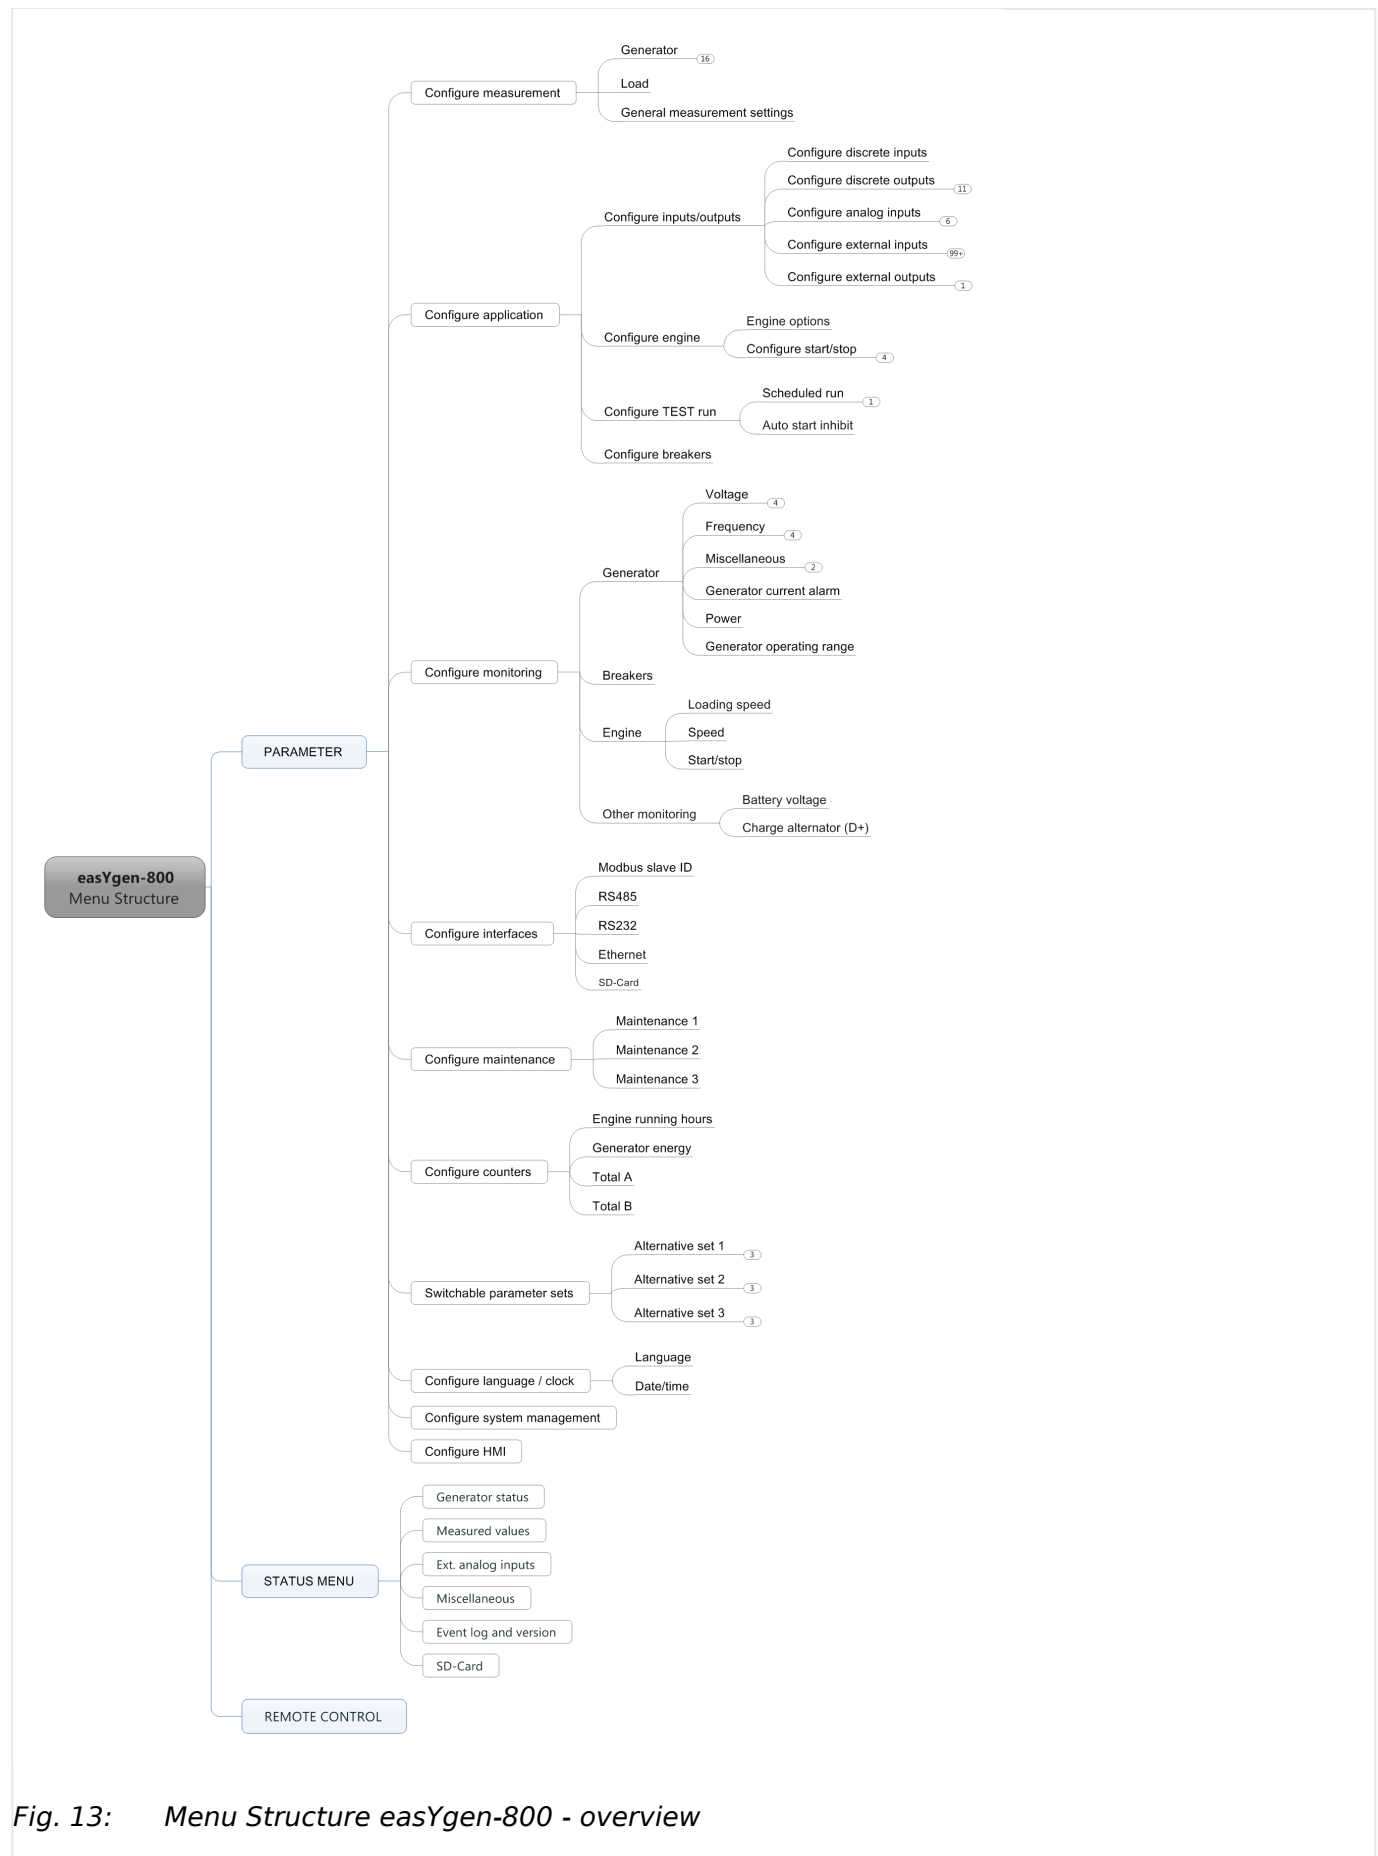 Generator
16
Configure measurement
Load
General measurement settings
Configure discrete inputs
Configure discrete outputs
11
Configure inputs/outputs
Configure analog inputs
6
Configure external inputs
99+
Configure external outputs
1
Configure application
Engine options
Configure engine
Configure start/stop
4
Scheduled run
1
Configure TEST run
Auto start inhibit
Configure breakers
Voltage
4
Frequency
4
Miscellaneous
2
Generator
Generator current alarm
Power
Generator operating range
Configure monitoring
Breakers
Loading speed
Engine
Speed
Start/stop
PARAMETER
Battery voltage
Other monitoring
Charge alternator (D+)
easYgen-800
Menu Structure
Modbus slave ID
RS485
RS232
Configure interfaces
Ethernet
SD-Card
Maintenance 1
Configure maintenance
Maintenance 2
Maintenance 3
Engine running hours
Generator energy
Configure counters
Total A
Total B
Alternative set 1
3
Alternative set 2
3
Switchable parameter sets
Alternative set 3
3
Language
Configure language / clock
Date/time
Configure system management
Configure HMI
Generator status
Measured values
Ext. analog inputs
STATUS MENU
Miscellaneous
Event log and version
SD-Card
REMOTE CONTROL
Fig. 13: Menu Structure easYgen-800 - overview